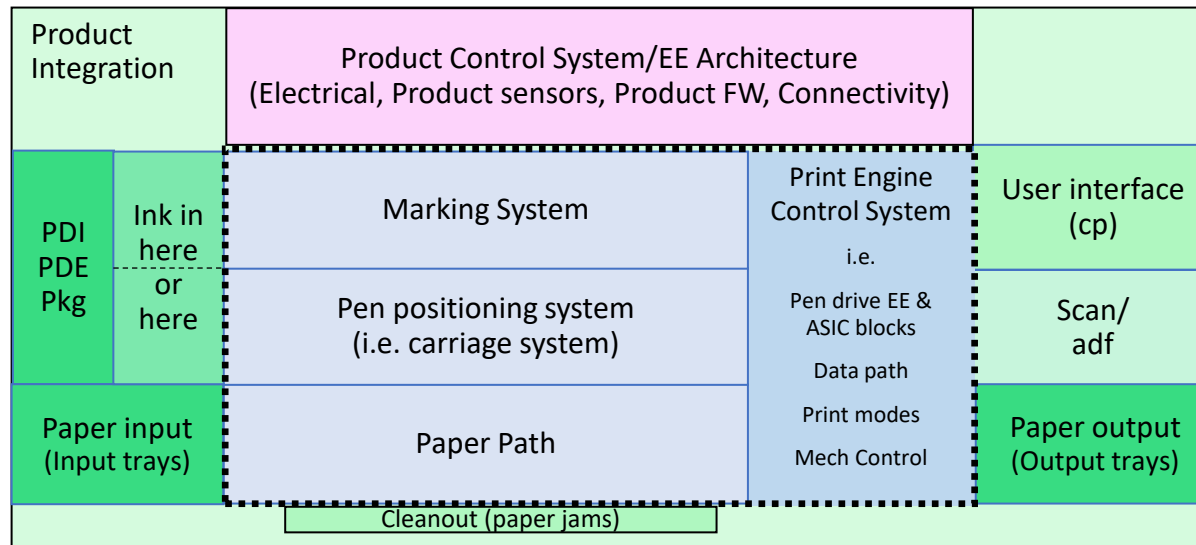 Product
Integration
Product Control System/EE Architecture
(Electrical, Product sensors, Product FW, Connectivity)
PDI
PDE
Pkg
Ink in
here
or
here
Marking System
Pen positioning system
(i.e. carriage system)
Print Engine
Control System
i.e.
Pen drive EE &
ASIC blocks
Data path
Print modes
Mech Control
User interface
(cp)
Scan/
adf
Paper input
(Input trays)
Paper Path
Paper output
(Output trays)
Cleanout (paper jams)